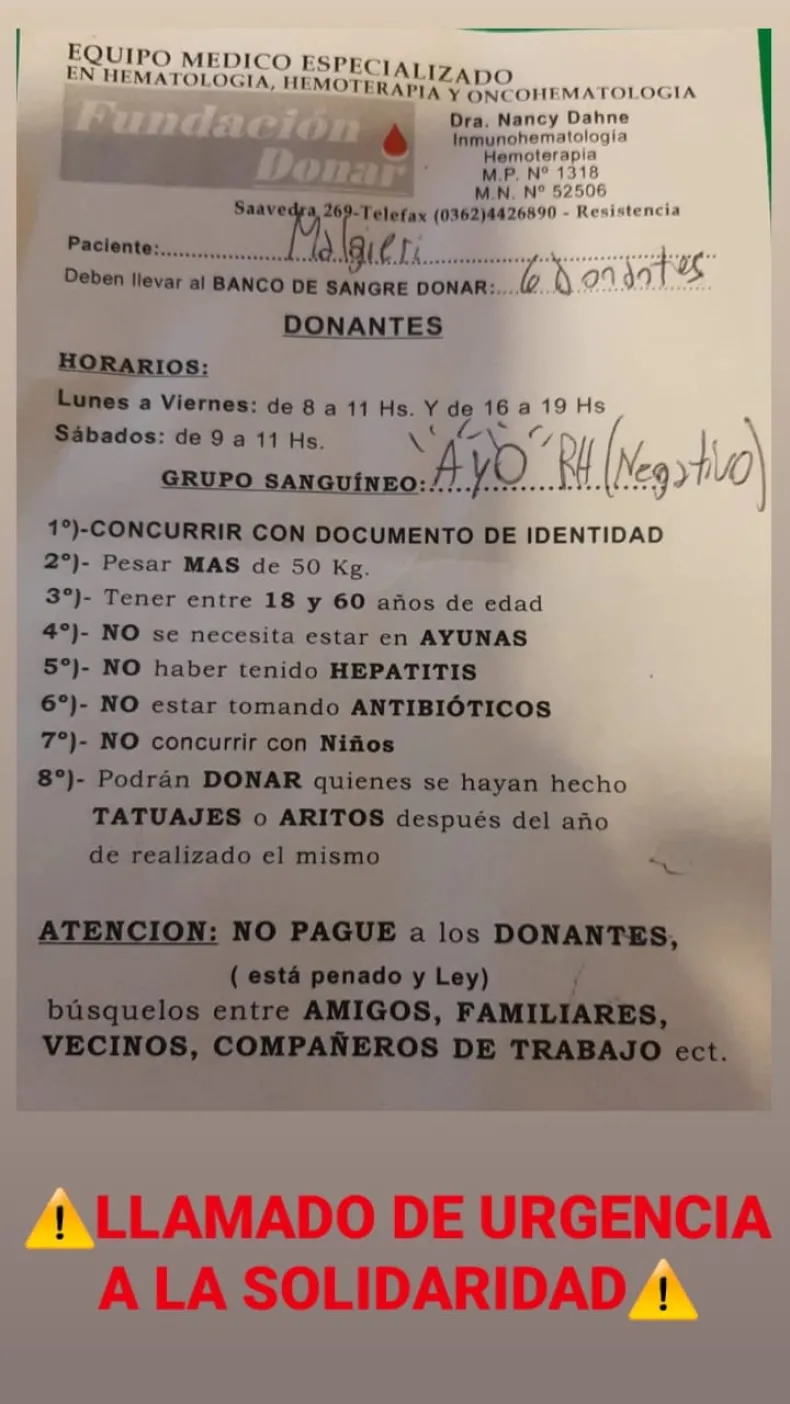 EQUIPO MEDICO ESPECIALIZADO
EN HEMATOLOGIA, HEMOTERAPIA Y ONCOHEMATOLOGIA
Fundación
Donar
Dra. Nancy Dahne
Inmunohematología
Hemoterapia
M.P. Nº 1318
M.N. Nº 52506
Saavedra 269-Telefax (0362)4426890 - Resistencia
Paciente: Malgieri
Deben llevar al BANCO DE SANGRE DONAR: 6 Donantes
DONANTES
HORARIOS:
Lunes a Viernes: de 8 a 11 Hs. Y de 16 a 19 Hs
Sábados: de 9 a 11 Hs.
GRUPO SANGUÍNEO: "A y O" RH (Negativo)
1º)-CONCURRIR CON DOCUMENTO DE IDENTIDAD
2º)- Pesar MAS de 50 Kg.
3º)- Tener entre 18 y 60 años de edad
4º)- NO se necesita estar en AYUNAS
5º)- NO haber tenido HEPATITIS
6º)- NO estar tomando ANTIBIÓTICOS
7º)- NO concurrir con Niños
8º)- Podrán DONAR quienes se hayan hecho
TATUAJES o ARITOS después del año
de realizado el mismo
ATENCION: NO PAGUE a los DONANTES,
( está penado y Ley)
búsquelos entre AMIGOS, FAMILIARES,
VECINOS, COMPAÑEROS DE TRABAJO ect.
⚠️LLAMADO DE URGENCIA
A LA SOLIDARIDAD⚠️